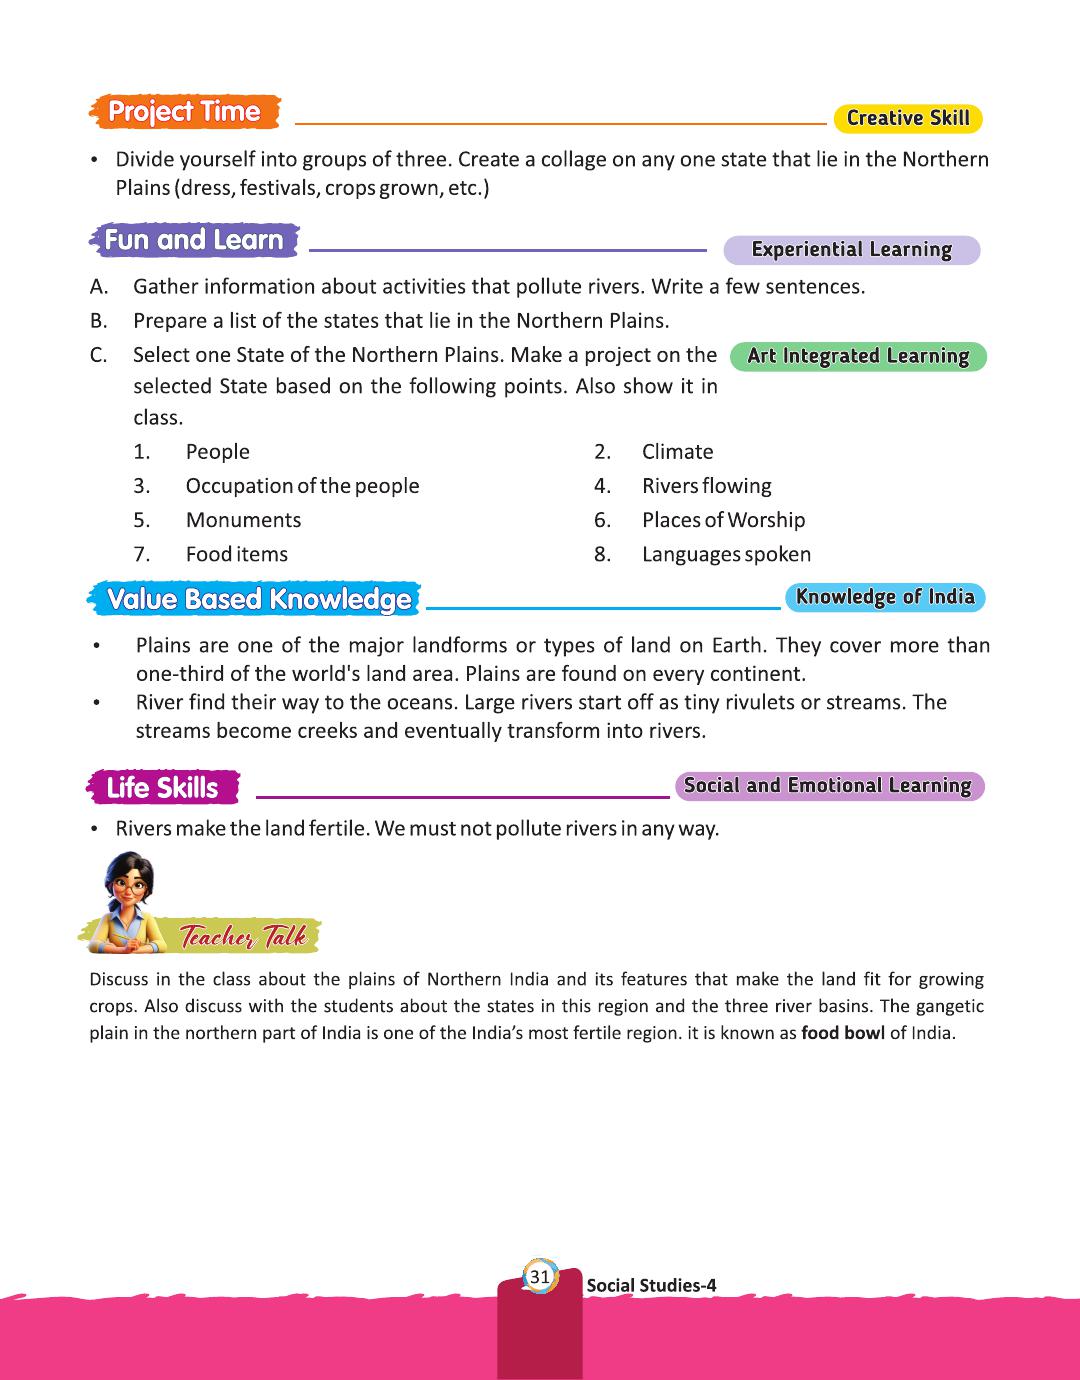 Project Time
Creative Skill
• Divide yourself into groups of three. Create a collage on any one state that lie in the Northern
Plains (dress, festivals, crops grown, etc.)
Fun and Learn
Experiential Learning
A. Gather information about activities that pollute rivers. Write a few sentences.
B. Prepare a list of the states that lie in the Northern Plains.
C. Select one State of the Northern Plains. Make a project on the
Art Integrated Learning
selected State based on the following points. Also show it in
class.
1. People 2. Climate
3. Occupation of the people 4. Rivers flowing
5. Monuments 6. Places of Worship
7. Food items 8. Languages spoken
Value Based Knowledge
Knowledge of India
• Plains are one of the major landforms or types of land on Earth. They cover more than
one-third of the world's land area. Plains are found on every continent.
• River find their way to the oceans. Large rivers start off as tiny rivulets or streams. The
streams become creeks and eventually transform into rivers.
Life Skills
Social and Emotional Learning
• Rivers make the land fertile. We must not pollute rivers in any way.
Teacher Talk
Discuss in the class about the plains of Northern India and its features that make the land fit for growing
crops. Also discuss with the students about the states in this region and the three river basins. The gangetic
plain in the northern part of India is one of the India's most fertile region. it is known as food bowl of India.
31
Social Studies-4